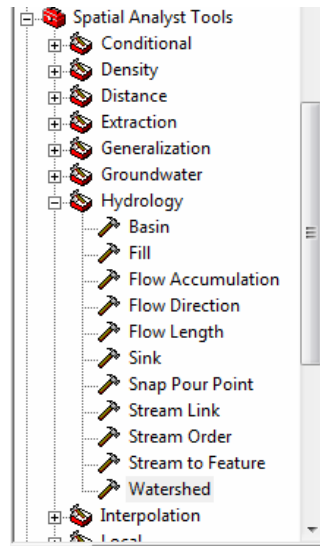 Spatial Analyst Tools
Conditional
Density
Distance
Extraction
Generalization
Groundwater
Hydrology
Basin
Fill
Flow Accumulation
Flow Direction
Flow Length
Sink
Snap Pour Point
Stream Link
Stream Order
Stream to Feature
Watershed
Interpolation
Local